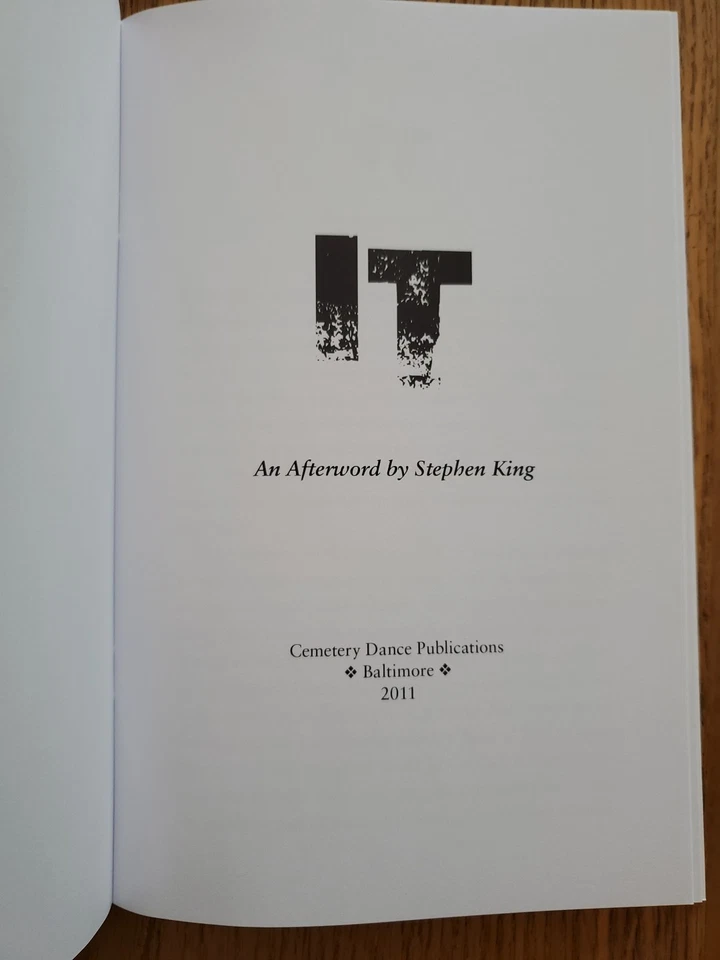 IT
An Afterword by Stephen King
Cemetery Dance Publications
❖ Baltimore ❖
2011